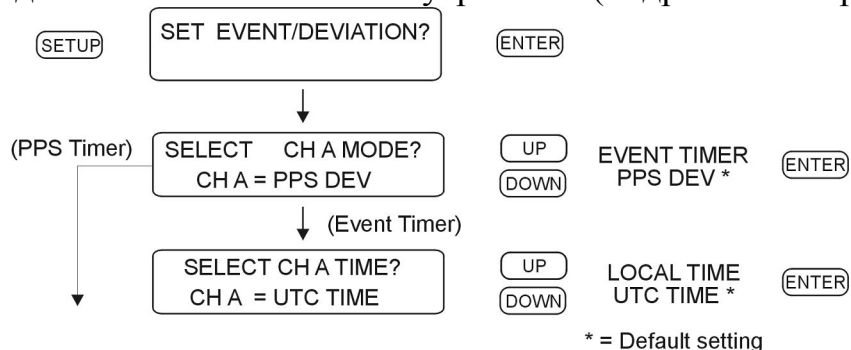 SETUP
SET EVENT/DEVIATION?
ENTER
(PPS Timer)
SELECT CH A MODE?
CH A = PPS DEV
UP
DOWN
EVENT TIMER
PPS DEV *
ENTER
(Event Timer)
SELECT CH A TIME?
CH A = UTC TIME
UP
DOWN
LOCAL TIME
UTC TIME *
ENTER
* = Default setting